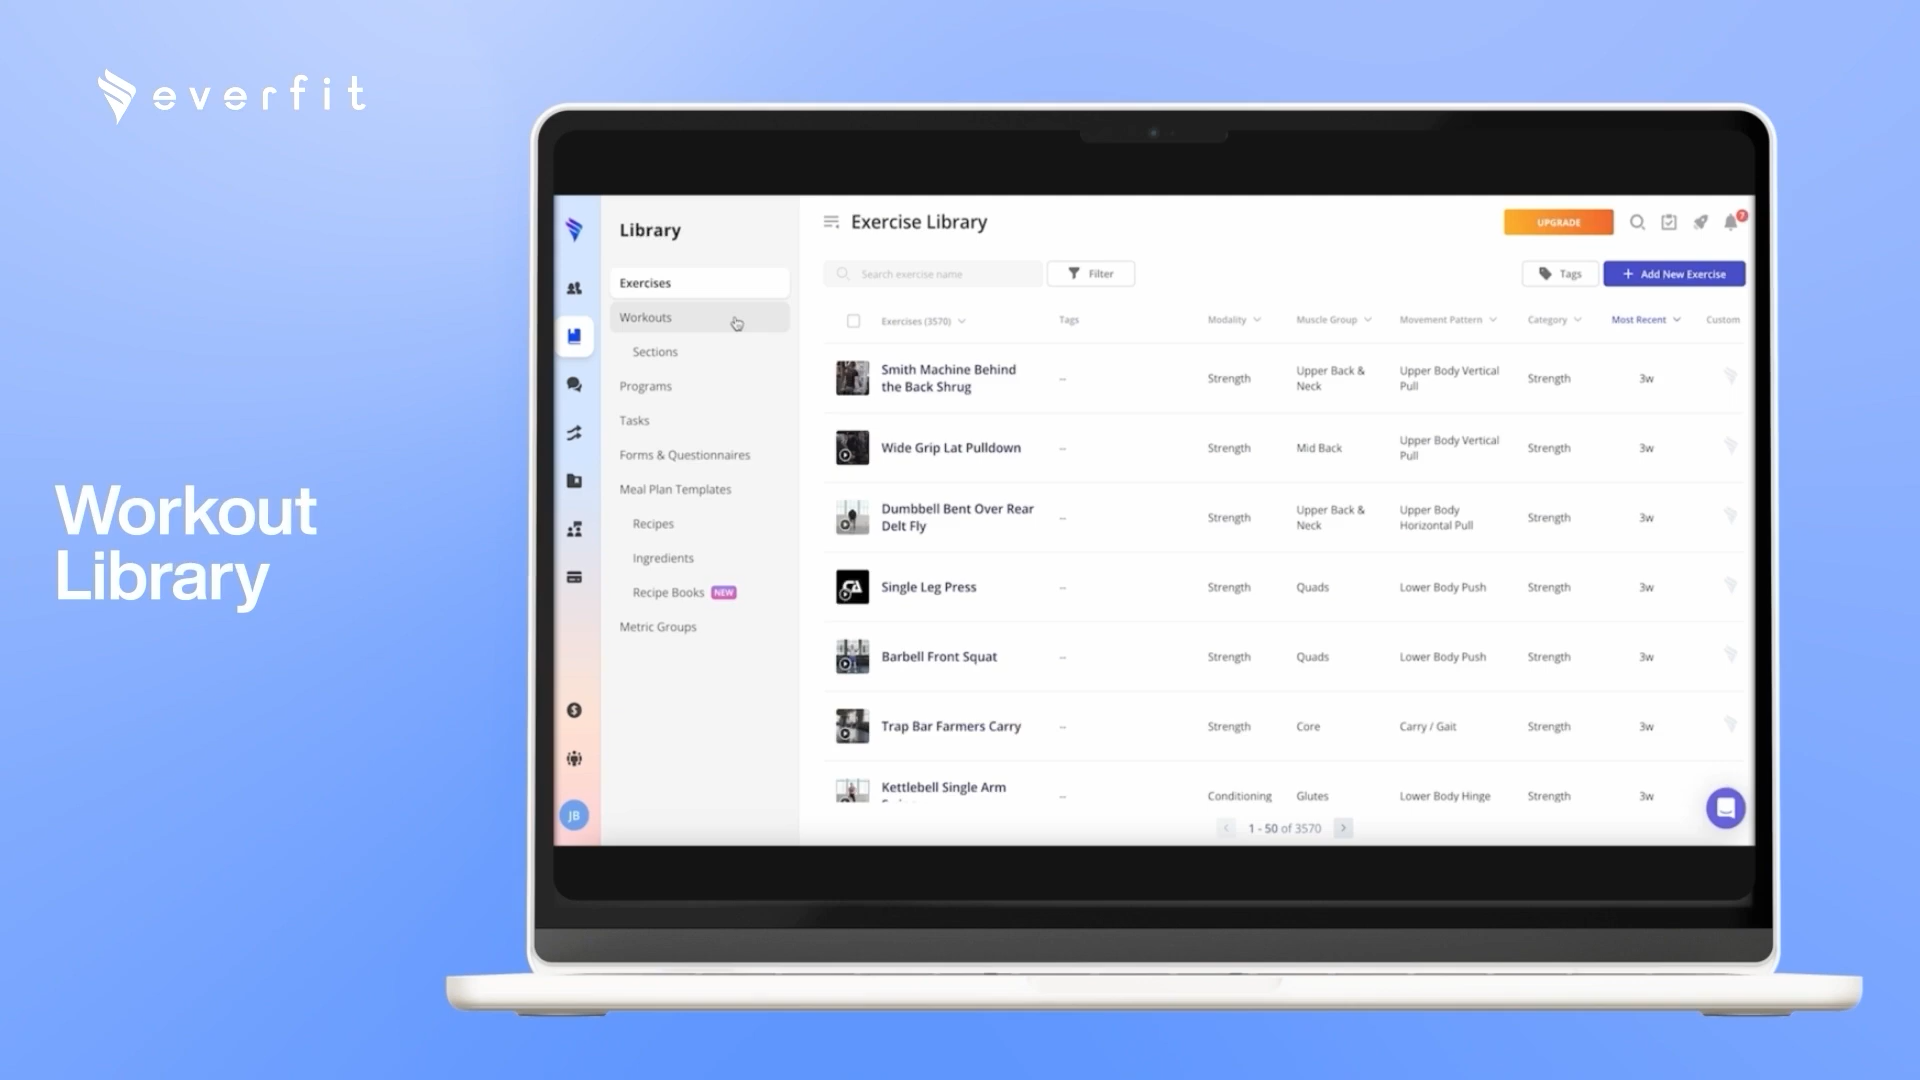 everfit
Workout
Library
Library
Exercises
Workouts
Sections
Programs
Tasks
Forms & Questionnaires
Meal Plan Templates
Recipes
Ingredients
Recipe Books NEW
Metric Groups
JB
Exercise Library
UPGRADE
7
Search exercise name
Filter
Tags
+ Add New Exercise
Exercises (3570) Tags Modality Muscle Group Movement Pattern Category Most Recent Custom
Smith Machine Behind
the Back Shrug
--
Strength
Upper Back &
Neck
Upper Body Vertical
Pull
Strength
3w
Wide Grip Lat Pulldown
--
Strength
Mid Back
Upper Body Vertical
Pull
Strength
3w
Dumbbell Bent Over Rear
Delt Fly
--
Strength
Upper Back &
Neck
Upper Body
Horizontal Pull
Strength
3w
Single Leg Press
--
Strength
Quads
Lower Body Push
Strength
3w
Barbell Front Squat
--
Strength
Quads
Lower Body Push
Strength
3w
Trap Bar Farmers Carry
--
Strength
Core
Carry / Gait
Strength
3w
Kettlebell Single Arm
--
Conditioning
Glutes
Lower Body Hinge
Strength
3w
1 - 50 of 3570